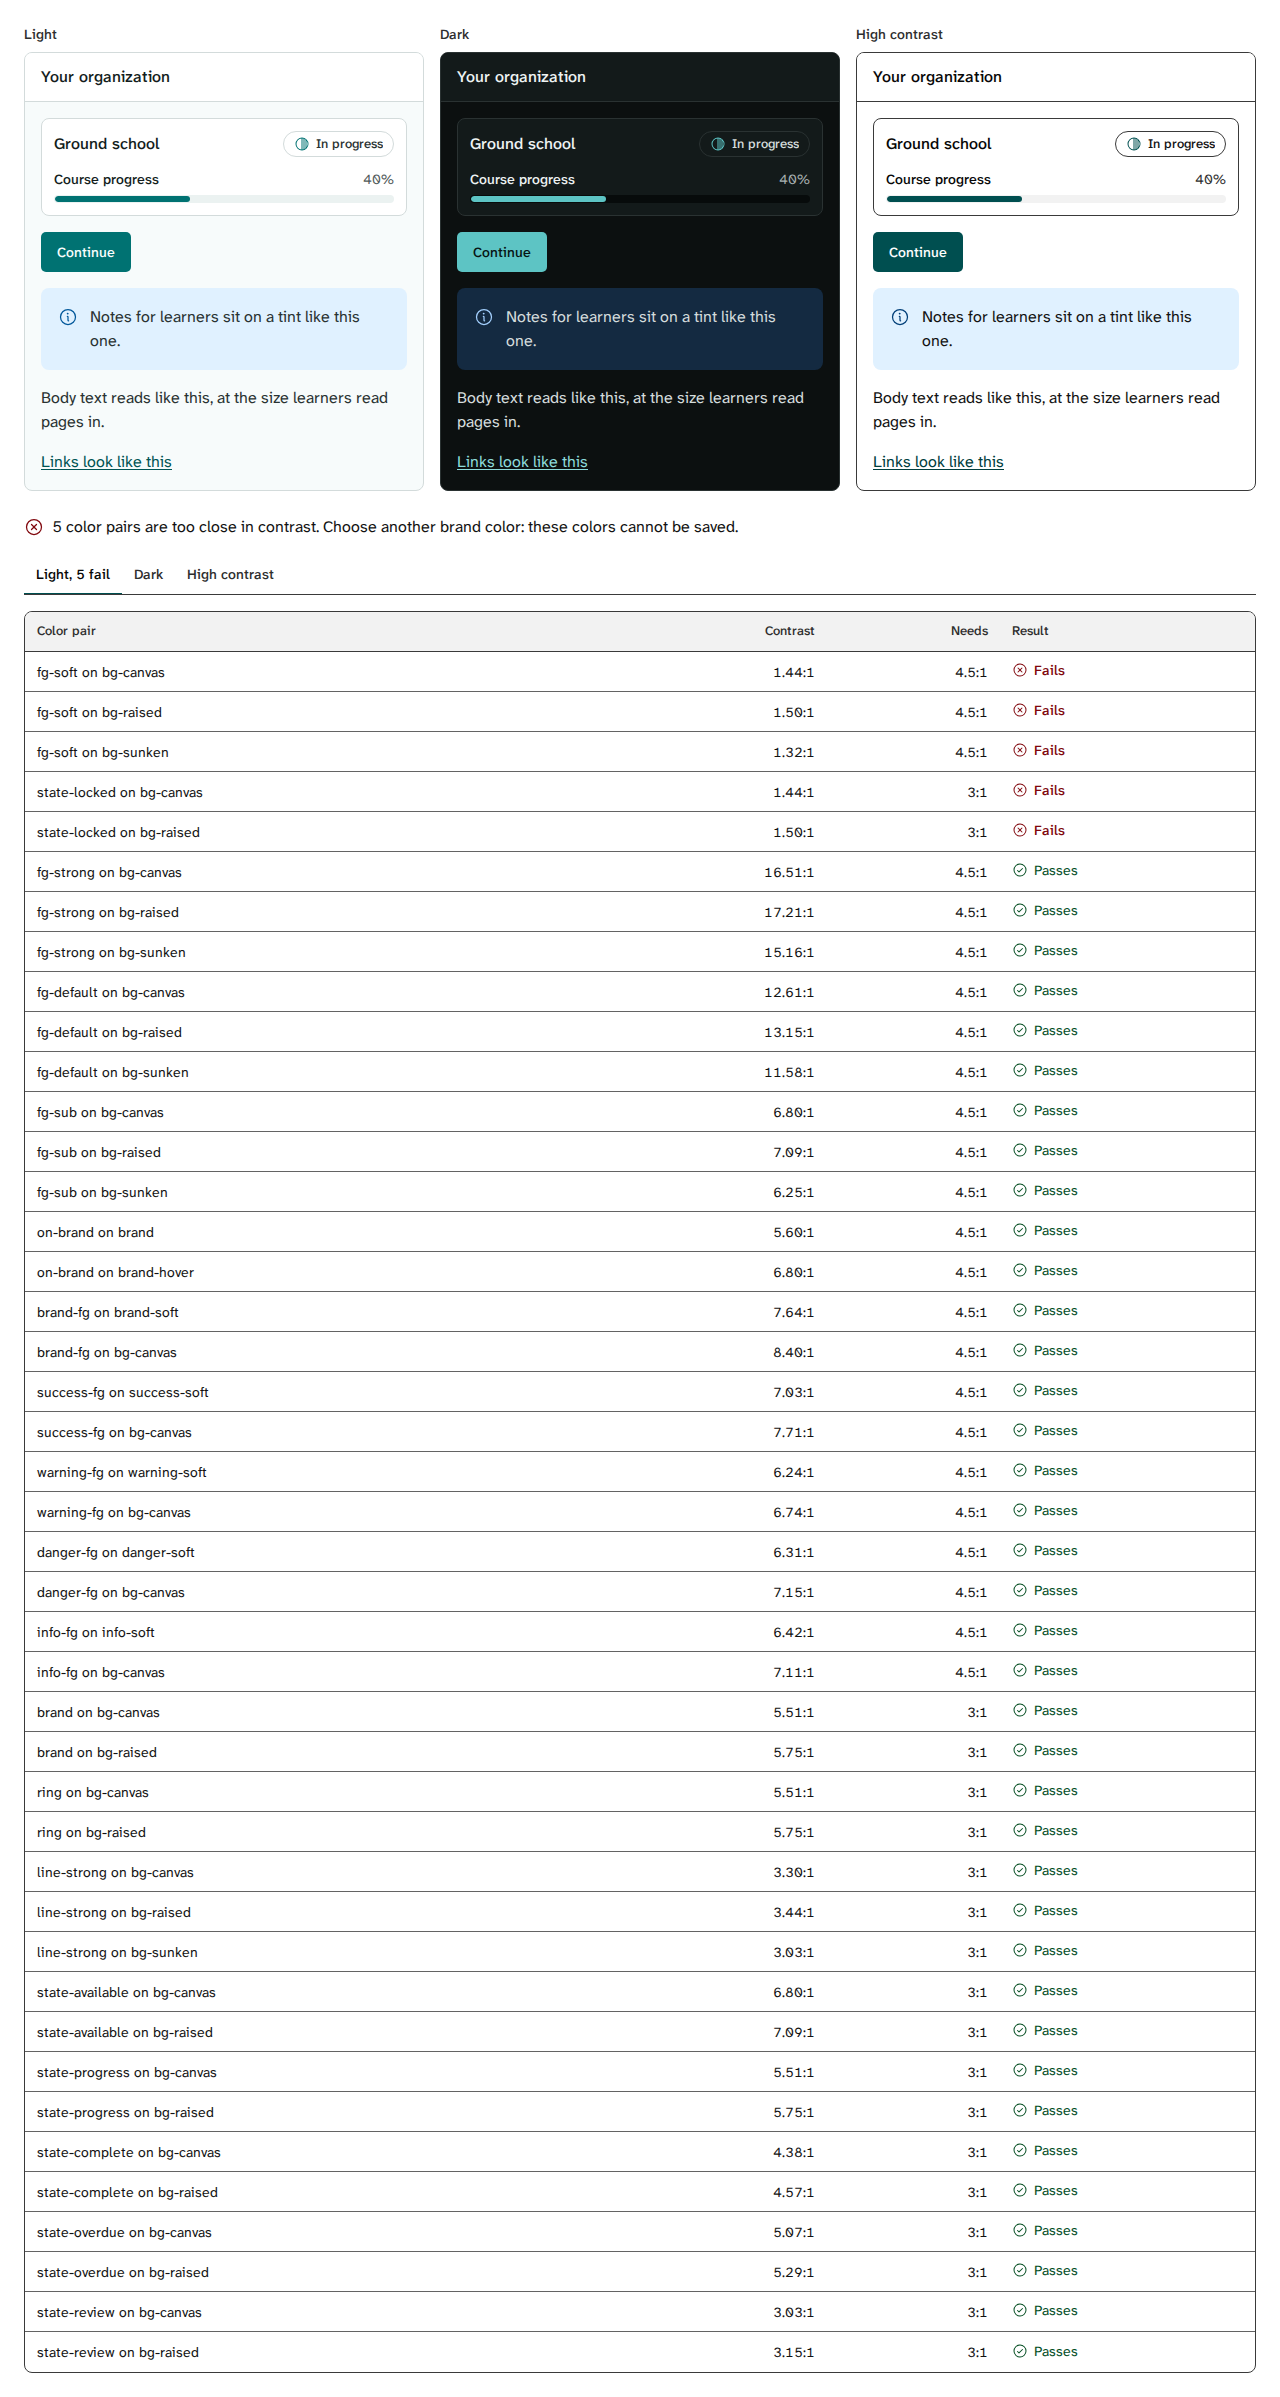 Light
Dark
High contrast
Your organization
Ground school
In progress
Course progress
40%
Continue
Notes for learners sit on a tint like this
one.
Body text reads like this, at the size learners read
pages in.
Links look like this
Your organization
Ground school
In progress
Course progress
40%
Continue
Notes for learners sit on a tint like this
one.
Body text reads like this, at the size learners read
pages in.
Links look like this
Your organization
Ground school
In progress
Course progress
40%
Continue
Notes for learners sit on a tint like this
one.
Body text reads like this, at the size learners read
pages in.
Links look like this
5 color pairs are too close in contrast. Choose another brand color: these colors cannot be saved.
Light, 5 fail Dark High contrast
Color pair Contrast Needs Result
fg-soft on bg-canvas 1.44:1 4.5:1 Fails
fg-soft on bg-raised 1.50:1 4.5:1 Fails
fg-soft on bg-sunken 1.32:1 4.5:1 Fails
state-locked on bg-canvas 1.44:1 3:1 Fails
state-locked on bg-raised 1.50:1 3:1 Fails
fg-strong on bg-canvas 16.51:1 4.5:1 Passes
fg-strong on bg-raised 17.21:1 4.5:1 Passes
fg-strong on bg-sunken 15.16:1 4.5:1 Passes
fg-default on bg-canvas 12.61:1 4.5:1 Passes
fg-default on bg-raised 13.15:1 4.5:1 Passes
fg-default on bg-sunken 11.58:1 4.5:1 Passes
fg-sub on bg-canvas 6.80:1 4.5:1 Passes
fg-sub on bg-raised 7.09:1 4.5:1 Passes
fg-sub on bg-sunken 6.25:1 4.5:1 Passes
on-brand on brand 5.60:1 4.5:1 Passes
on-brand on brand-hover 6.80:1 4.5:1 Passes
brand-fg on brand-soft 7.64:1 4.5:1 Passes
brand-fg on bg-canvas 8.40:1 4.5:1 Passes
success-fg on success-soft 7.03:1 4.5:1 Passes
success-fg on bg-canvas 7.71:1 4.5:1 Passes
warning-fg on warning-soft 6.24:1 4.5:1 Passes
warning-fg on bg-canvas 6.74:1 4.5:1 Passes
danger-fg on danger-soft 6.31:1 4.5:1 Passes
danger-fg on bg-canvas 7.15:1 4.5:1 Passes
info-fg on info-soft 6.42:1 4.5:1 Passes
info-fg on bg-canvas 7.11:1 4.5:1 Passes
brand on bg-canvas 5.51:1 3:1 Passes
brand on bg-raised 5.75:1 3:1 Passes
ring on bg-canvas 5.51:1 3:1 Passes
ring on bg-raised 5.75:1 3:1 Passes
line-strong on bg-canvas 3.30:1 3:1 Passes
line-strong on bg-raised 3.44:1 3:1 Passes
line-strong on bg-sunken 3.03:1 3:1 Passes
state-available on bg-canvas 6.80:1 3:1 Passes
state-available on bg-raised 7.09:1 3:1 Passes
state-progress on bg-canvas 5.51:1 3:1 Passes
state-progress on bg-raised 5.75:1 3:1 Passes
state-complete on bg-canvas 4.38:1 3:1 Passes
state-complete on bg-raised 4.57:1 3:1 Passes
state-overdue on bg-canvas 5.07:1 3:1 Passes
state-overdue on bg-raised 5.29:1 3:1 Passes
state-review on bg-canvas 3.03:1 3:1 Passes
state-review on bg-raised 3.15:1 3:1 Passes